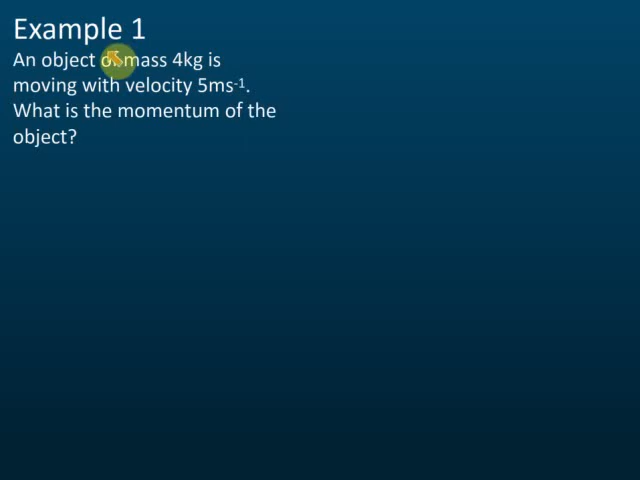 Example 1
An object of mass 4kg is
moving with velocity 5ms⁻¹.
What is the momentum of the
object?